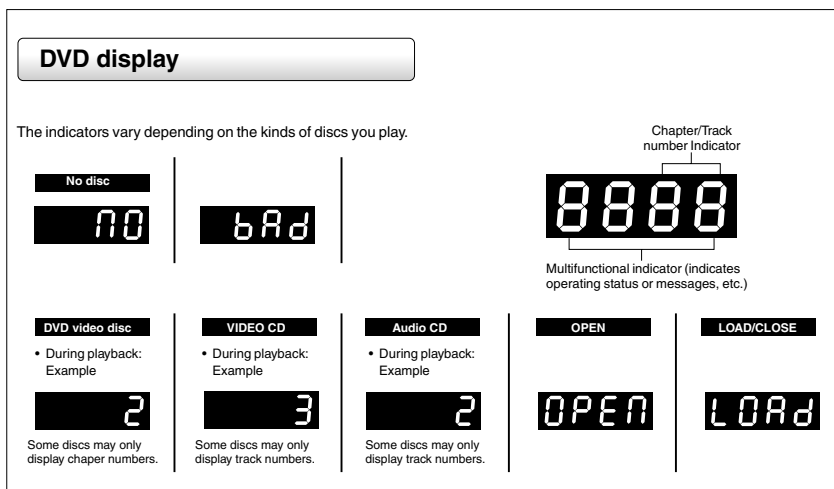 DVD display
The indicators vary depending on the kinds of discs you play.
Chapter/Track
number Indicator
No disc
NO
bAd
8888
Multifunctional indicator (indicates
operating status or messages, etc.)
DVD video disc
• During playback:
Example
2
Some discs may only
display chaper numbers.
VIDEO CD
• During playback:
Example
3
Some discs may only
display track numbers.
Audio CD
• During playback:
Example
2
Some discs may only
display track numbers.
OPEN
OPEN
LOAD/CLOSE
LOAd